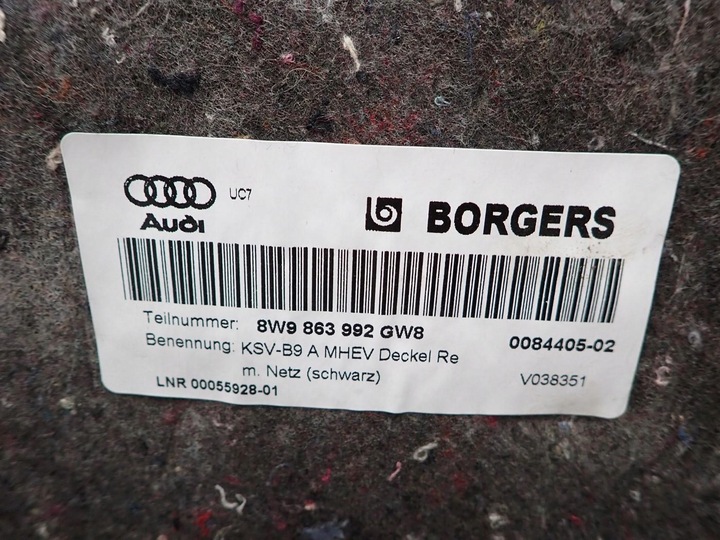 UC7
Audi
BORGERS
Teilnummer: 8W9 863 992 GW8
0084405-02
Benennung: KSV-B9 A MHEV Deckel Re
m. Netz (schwarz)
V038351
LNR 00055928-01